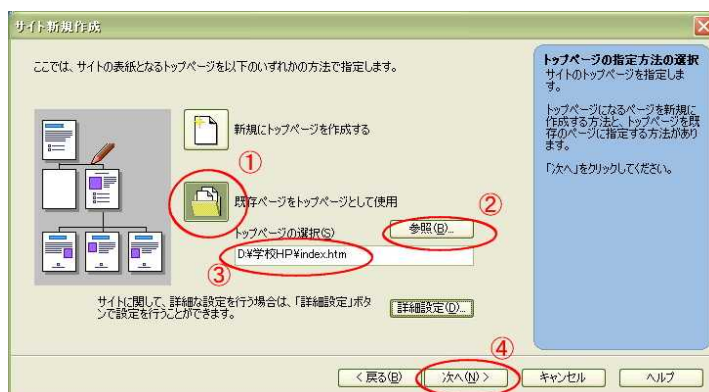 サイト新規作成
ここでは、サイトの表紙となるトップページを以下のいずれかの方法で指定します。
新規にトップページを作成する
①
既存ページをトップページとして使用
②
トップページの選択(S)
参照(B)...
③
D:¥学校HP¥index.htm
サイトに関して、詳細な設定を行う場合は、「詳細設定」ボタ
ンで設定を行うことができます。
詳細設定(D)...
トップページの指定方法の選択
サイトのトップページを指定しま
す。
トップページになるページを新規に
作成する方法と、トップページを既
存のページに指定する方法があり
ます。
「次へ」をクリックしてください。
④
< 戻る(B)
次へ(N) >
キャンセル
ヘルプ